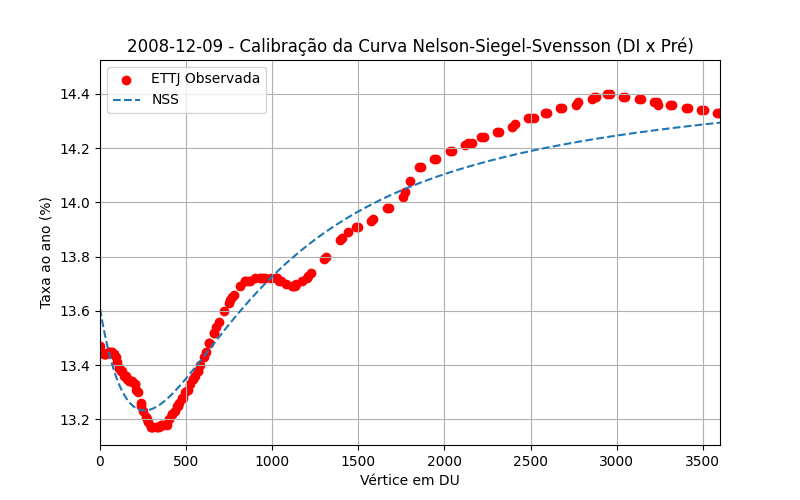 2008-12-09 - Calibração da Curva Nelson-Siegel-Svensson (DI x Pré)
ETTJ Observada
NSS
Taxa ao ano (%)
14.4
14.2
14.0
13.8
13.6
13.4
13.2
0 500 1000 1500 2000 2500 3000 3500
Vértice em DU